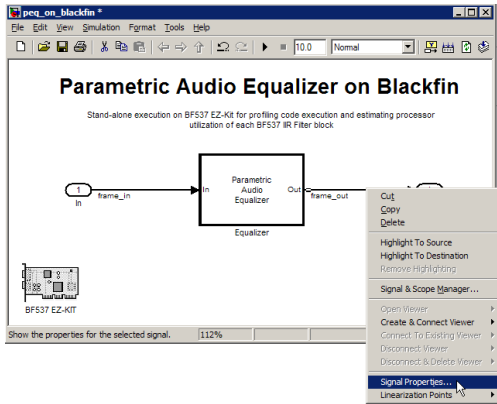 peq_on_blackfin *
File Edit View Simulation Format Tools Help
10.0 Normal
Parametric Audio Equalizer on Blackfin
Stand-alone execution on BF537 EZ-Kit for profiling code execution and estimating processor
utilization of each BF537 IIR Filter block
1
In
frame_in
In
Parametric
Audio
Equalizer
Out
frame_out
Equalizer
BF537 EZ-KIT
Cut
Copy
Delete
Highlight To Source
Highlight To Destination
Remove Highlighting
Signal & Scope Manager...
Open Viewer
Create & Connect Viewer
Connect To Existing Viewer
Disconnect Viewer
Disconnect & Delete Viewer
Signal Properties...
Linearization Points
Show the properties for the selected signal. 112%